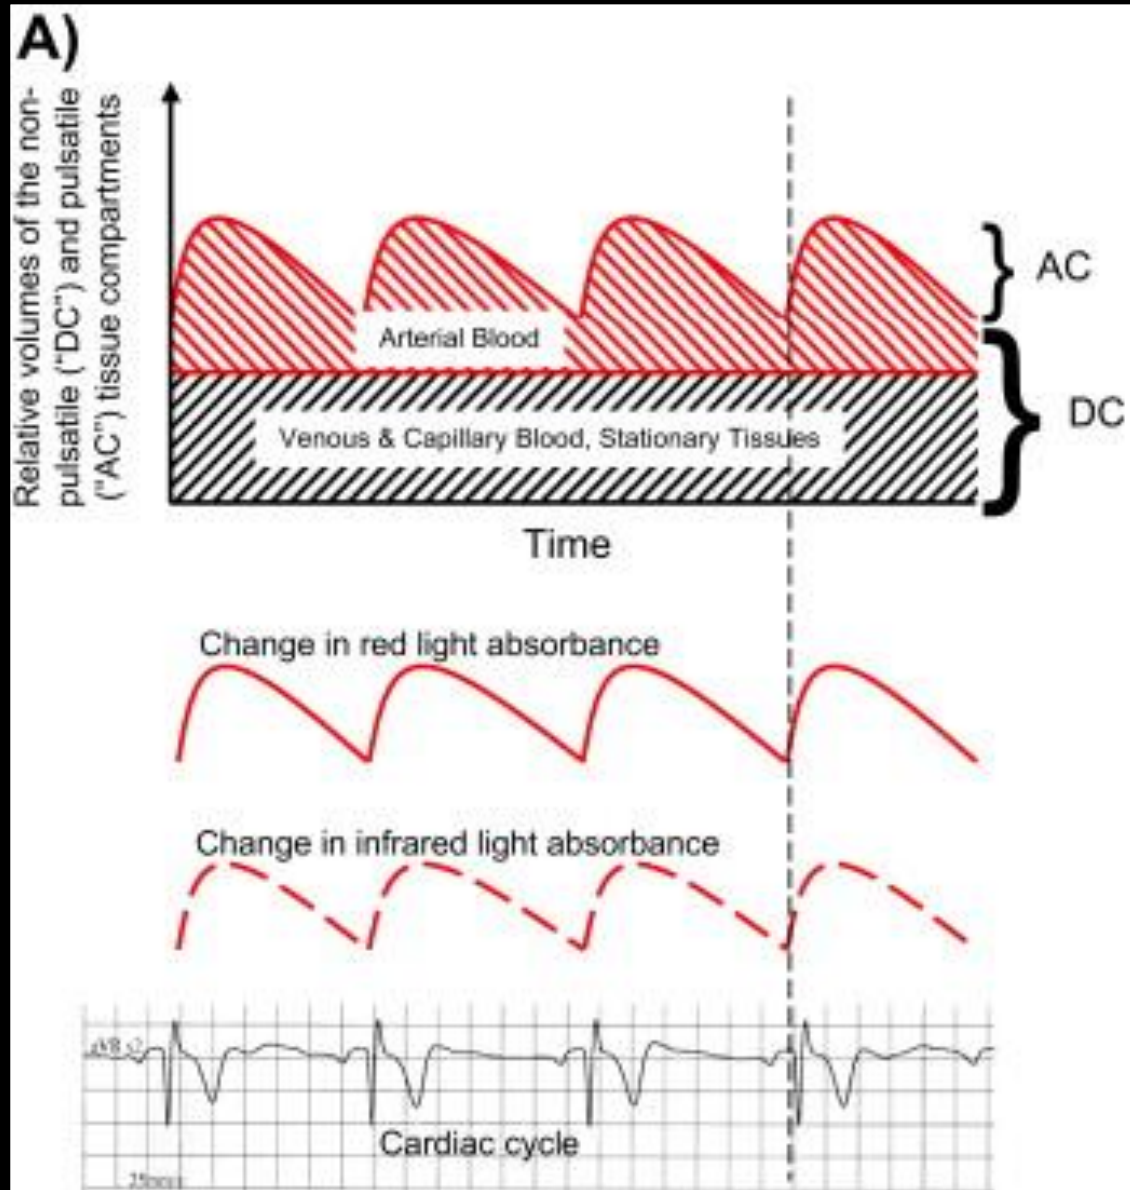 A)
Relative volumes of the non-
pulsatile ("DC") and pulsatile
("AC") tissue compartments
AC
Arterial Blood
DC
Venous & Capillary Blood, Stationary Tissues
Time
Change in red light absorbance
Change in infrared light absorbance
Cardiac cycle